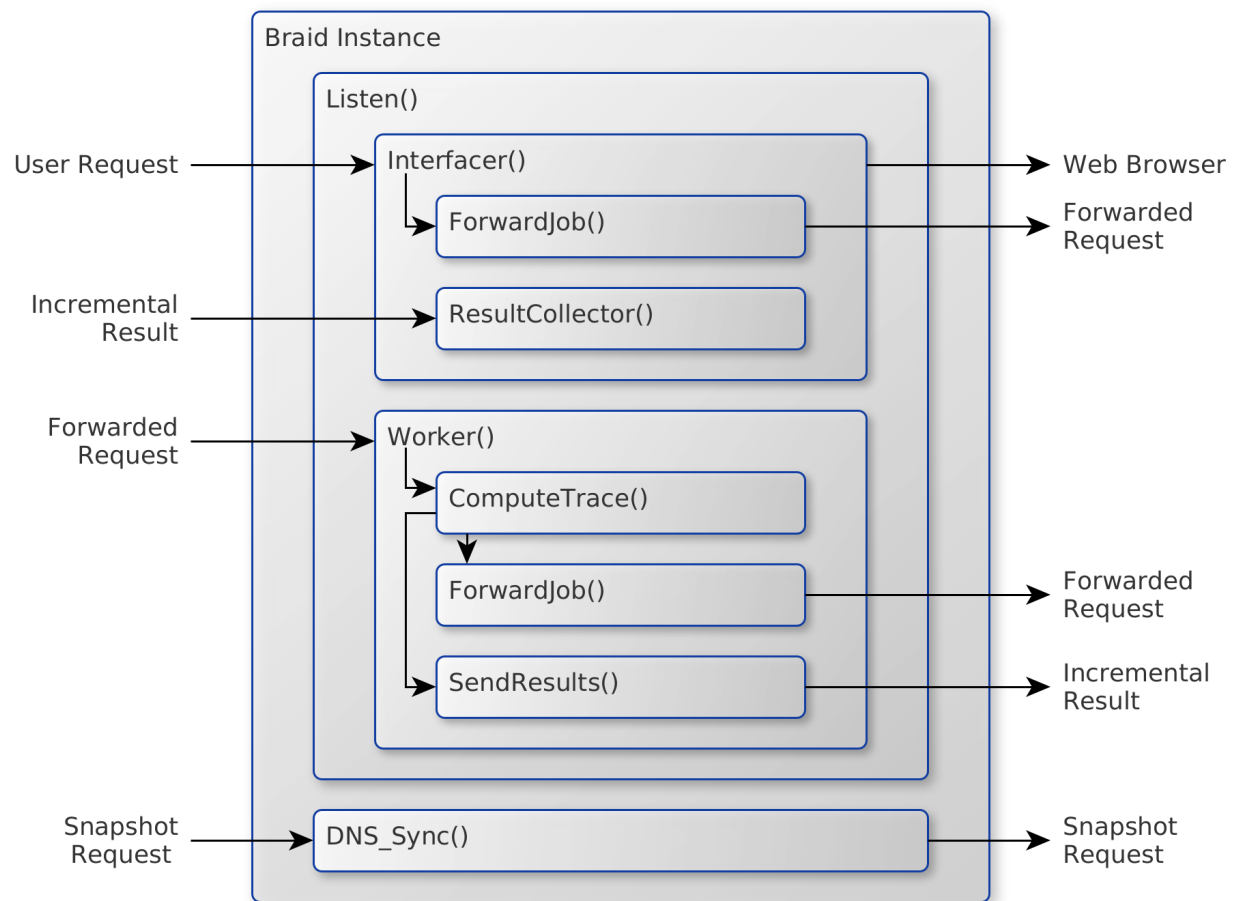 Braid Instance
Listen()
User Request
Interfacer()
Web Browser
ForwardJob()
Forwarded
Request
Incremental
Result
ResultCollector()
Forwarded
Request
Worker()
ComputeTrace()
ForwardJob()
Forwarded
Request
SendResults()
Incremental
Result
Snapshot
Request
DNS_Sync()
Snapshot
Request